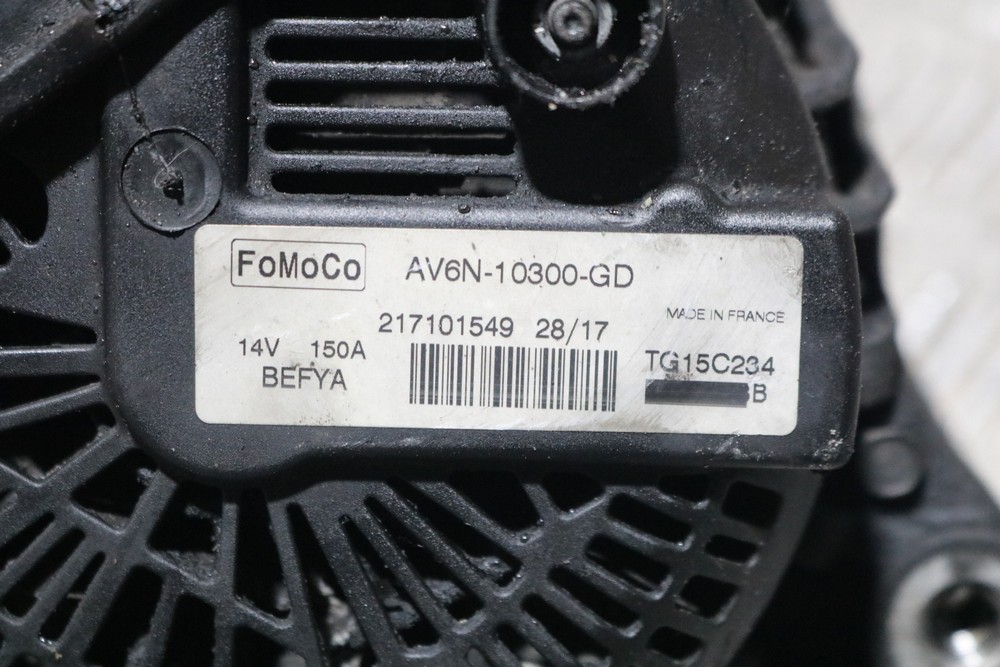 FoMoCo AV6N-10300-GD
MADE IN FRANCE
217101549 28/17
14V 150A
TG15C234
BEFYA
B